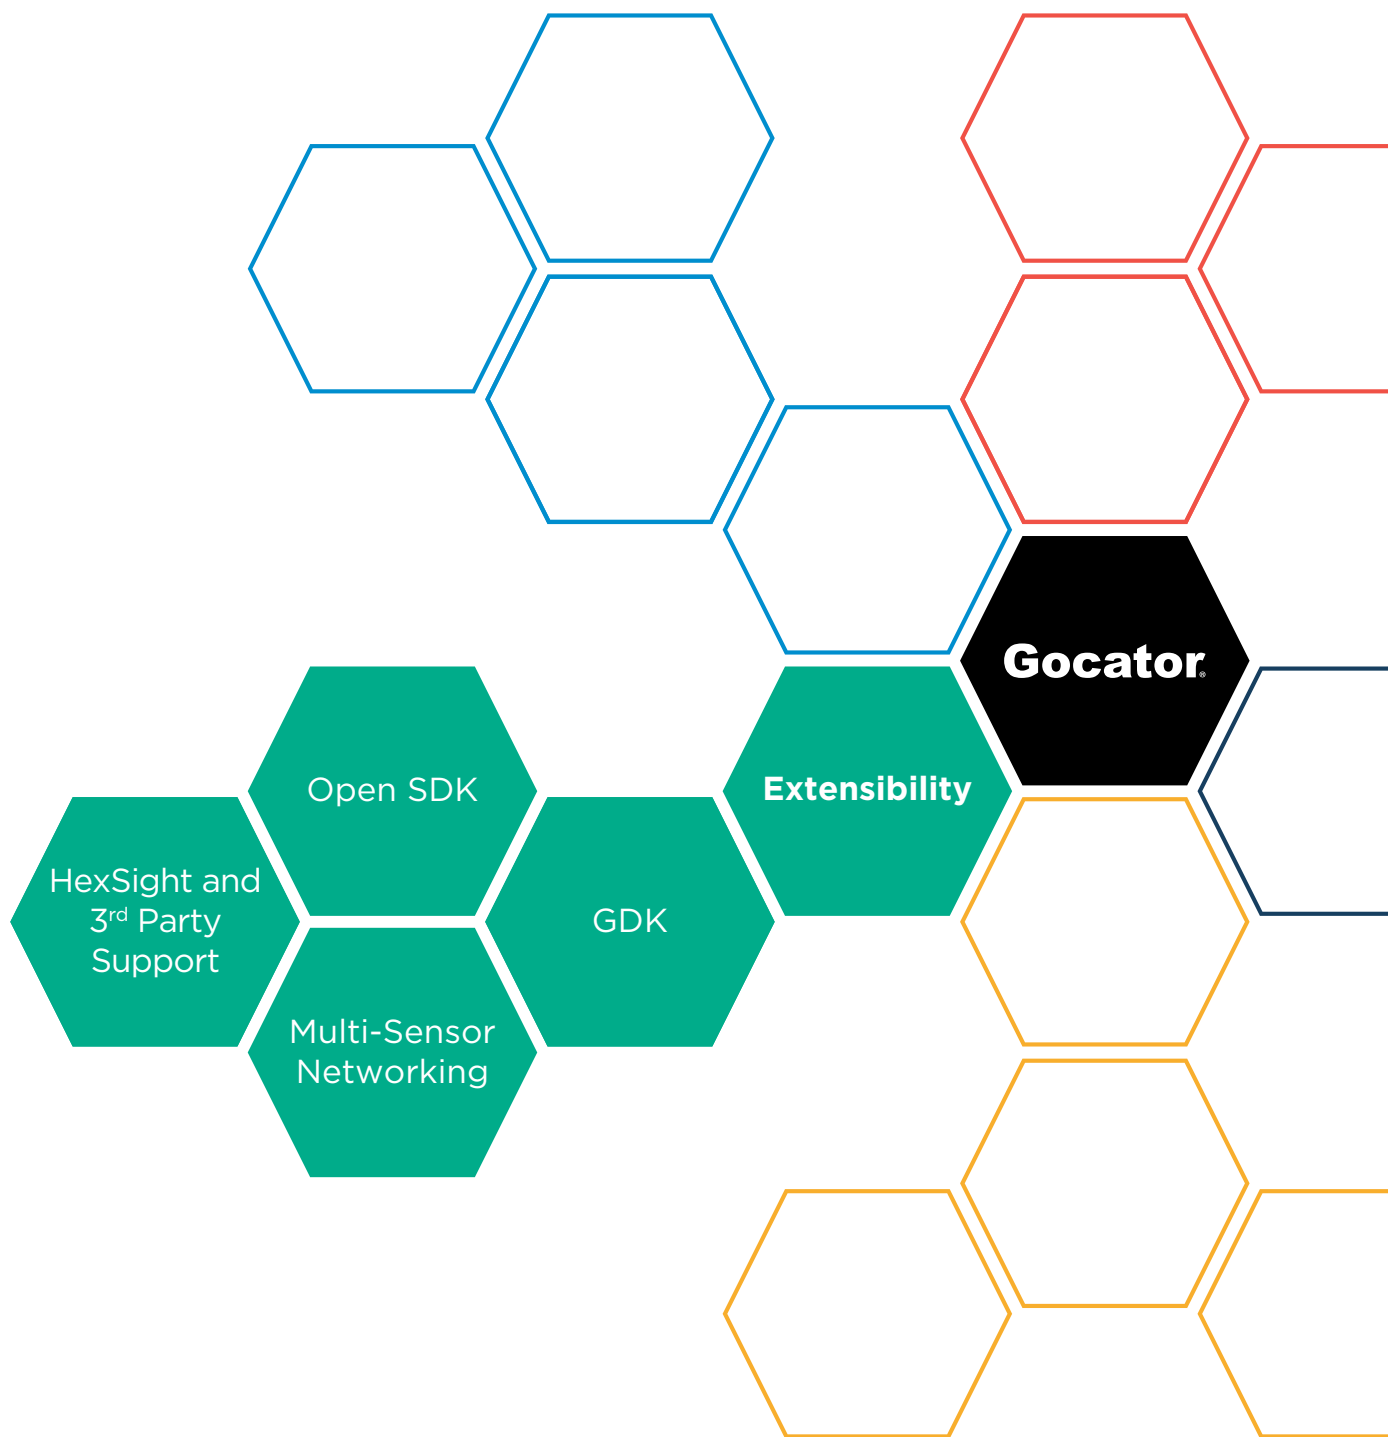 Gocator®
Open SDK
Extensibility
HexSight and
3rd Party
Support
GDK
Multi-Sensor
Networking